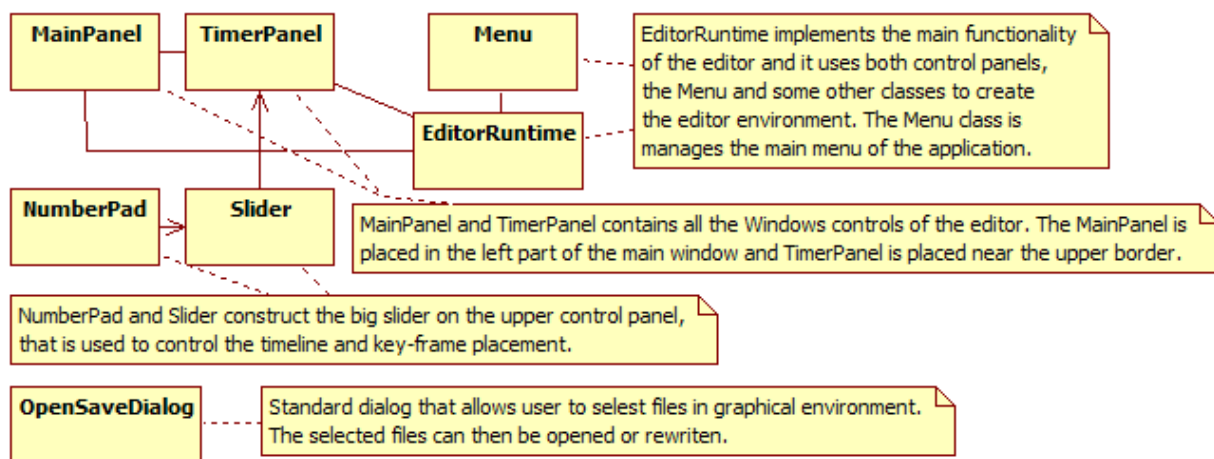 MainPanel
TimerPanel
Menu
EditorRuntime implements the main functionality
of the editor and it uses both control panels,
the Menu and some other classes to create
the editor environment. The Menu class is
manages the main menu of the application.
EditorRuntime
NumberPad
Slider
MainPanel and TimerPanel contains all the Windows controls of the editor. The MainPanel is
placed in the left part of the main window and TimerPanel is placed near the upper border.
NumberPad and Slider construct the big slider on the upper control panel,
that is used to control the timeline and key-frame placement.
OpenSaveDialog
Standard dialog that allows user to selest files in graphical environment.
The selected files can then be opened or rewriten.